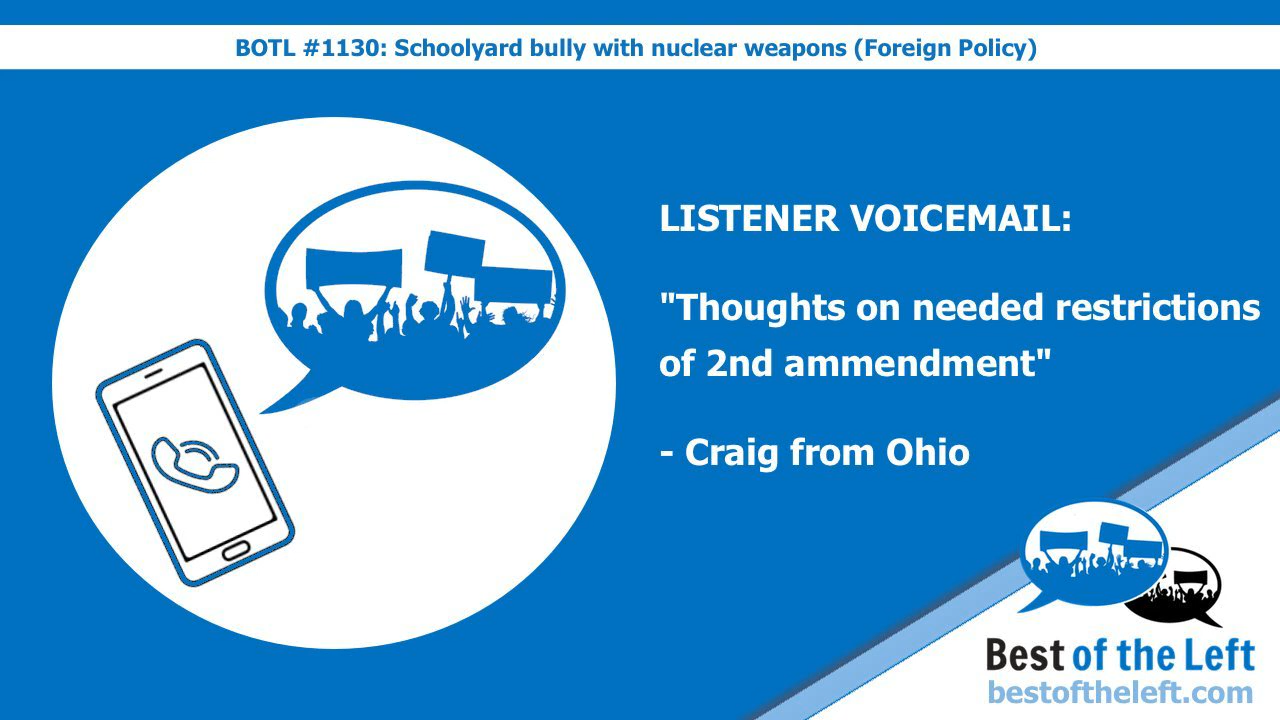 BOTL #1130: Schoolyard bully with nuclear weapons (Foreign Policy)
LISTENER VOICEMAIL:
"Thoughts on needed restrictions
of 2nd ammendment"
- Craig from Ohio
Best of the Left
bestoftheleft.com